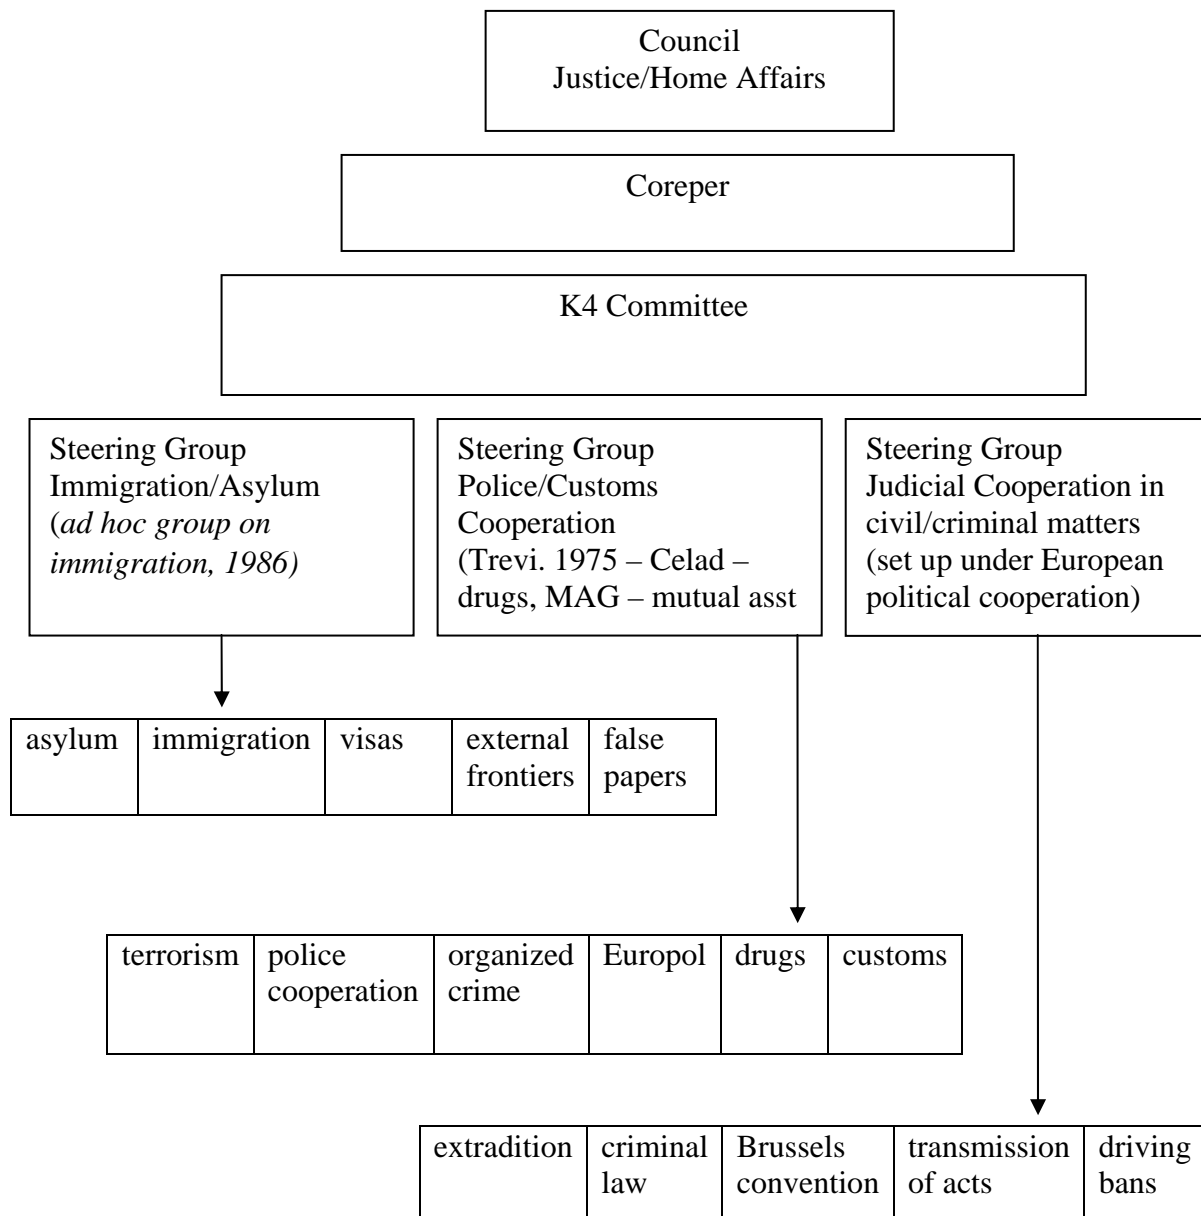 Council
Justice/Home Affairs
Coreper
K4 Committee
Steering Group
Immigration/Asylum
(ad hoc group on
immigration, 1986)
Steering Group
Police/Customs
Cooperation
(Trevi. 1975 – Celad –
drugs, MAG – mutual asst
Steering Group
Judicial Cooperation in
civil/criminal matters
(set up under European
political cooperation)
asylum
immigration
visas
external
frontiers
false
papers
terrorism
police
cooperation
organized
crime
Europol
drugs
customs
extradition
criminal
law
Brussels
convention
transmission
of acts
driving
bans